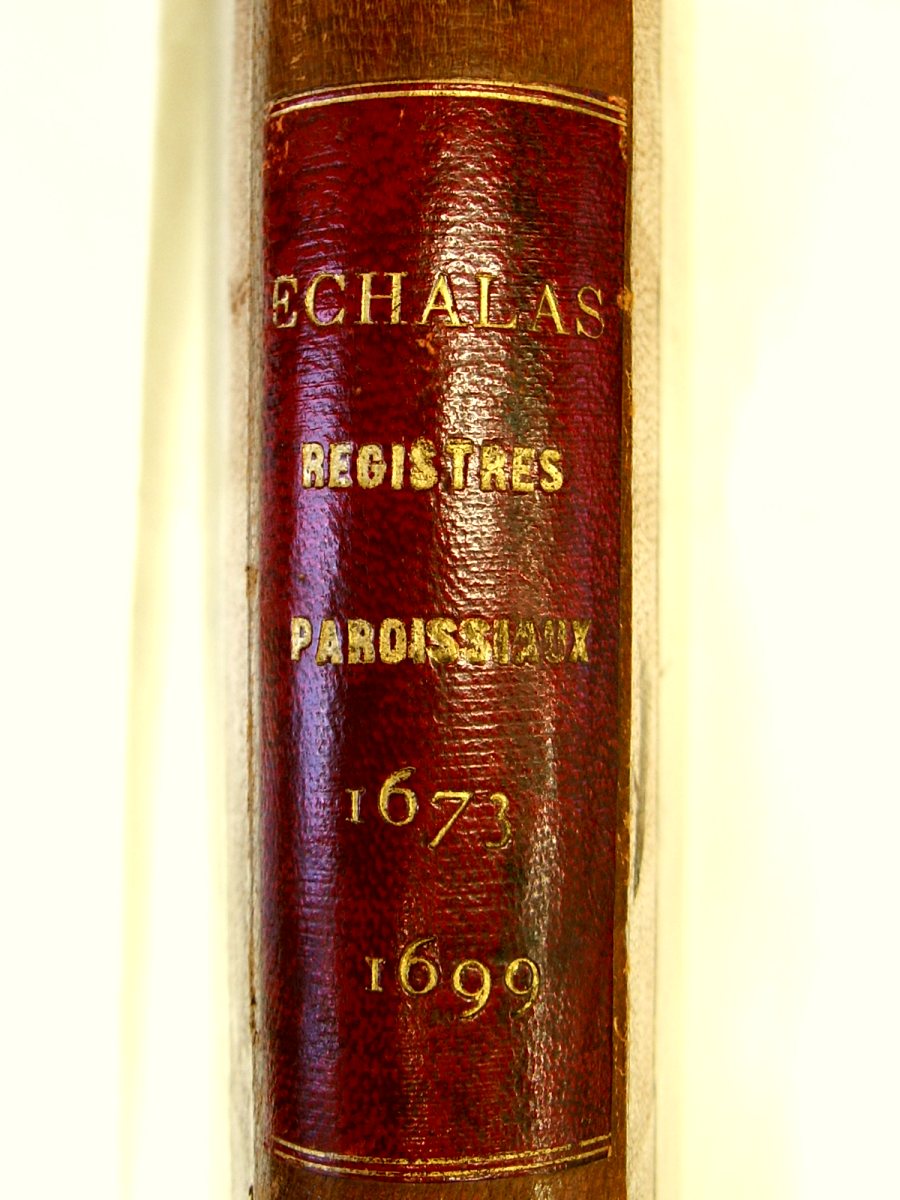 ECHALAS
REGISTRES
PAROISSIAUX
1673
1699